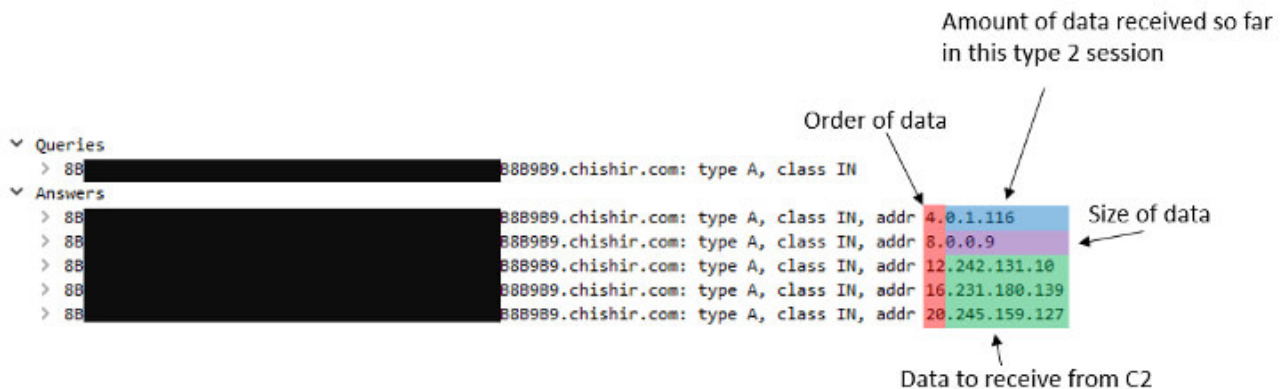 Amount of data received so far
in this type 2 session
Order of data
Queries
8B B8B9B9.chishir.com: type A, class IN
Answers
8B B8B9B9.chishir.com: type A, class IN, addr 4.0.1.116
Size of data
8B B8B9B9.chishir.com: type A, class IN, addr 8.0.0.9
8B B8B9B9.chishir.com: type A, class IN, addr 12.242.131.10
8B B8B9B9.chishir.com: type A, class IN, addr 16.231.180.139
8B B8B9B9.chishir.com: type A, class IN, addr 20.245.159.127
Data to receive from C2